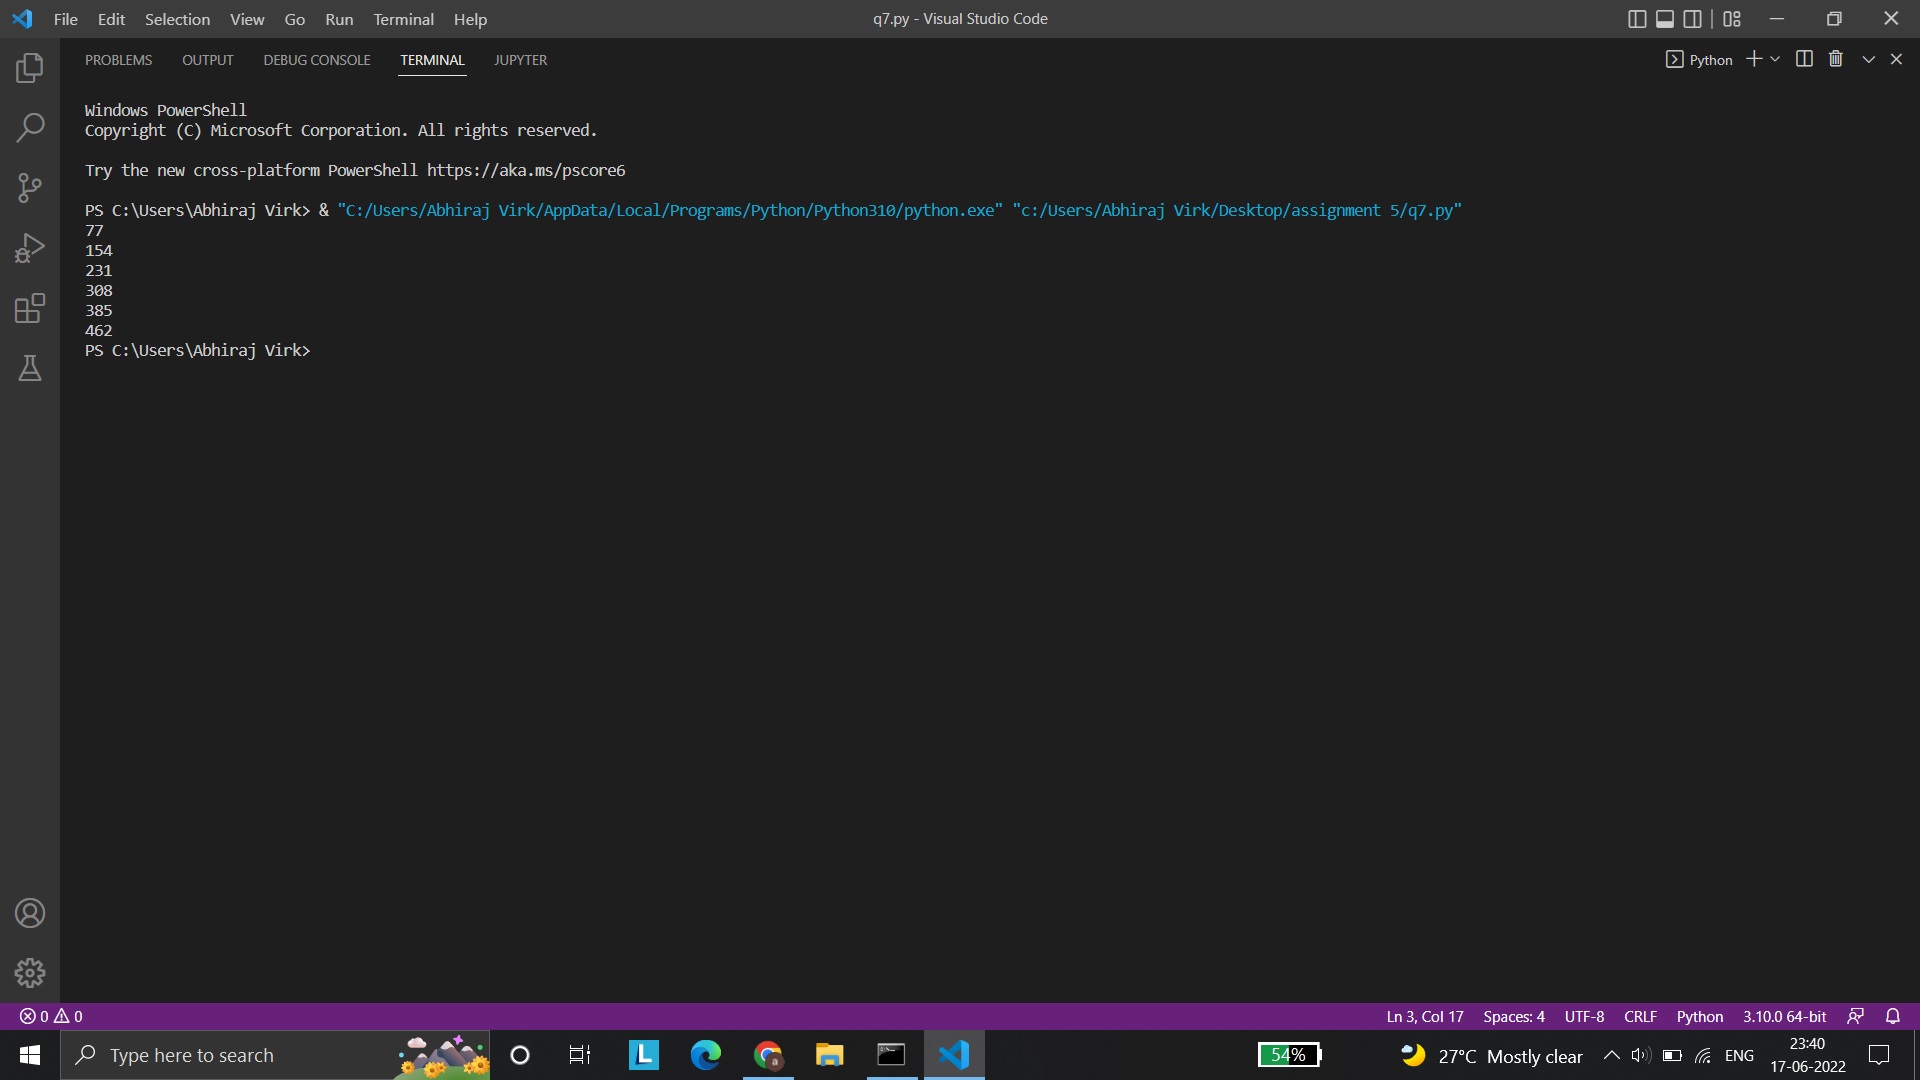 File Edit Selection View Go Run Terminal Help
q7.py - Visual Studio Code
PROBLEMS OUTPUT DEBUG CONSOLE TERMINAL JUPYTER
Python
Windows PowerShell
Copyright (C) Microsoft Corporation. All rights reserved.
Try the new cross-platform PowerShell https://aka.ms/pscore6
PS C:\Users\Abhiraj Virk> & "C:/Users/Abhiraj Virk/AppData/Local/Programs/Python/Python310/python.exe" "c:/Users/Abhiraj Virk/Desktop/assignment 5/q7.py"
77
154
231
308
385
462
PS C:\Users\Abhiraj Virk>
0 0
Ln 3, Col 17 Spaces: 4 UTF-8 CRLF Python 3.10.0 64-bit
Type here to search
L
a
54%
27°C Mostly clear
ENG
23:40
17-06-2022